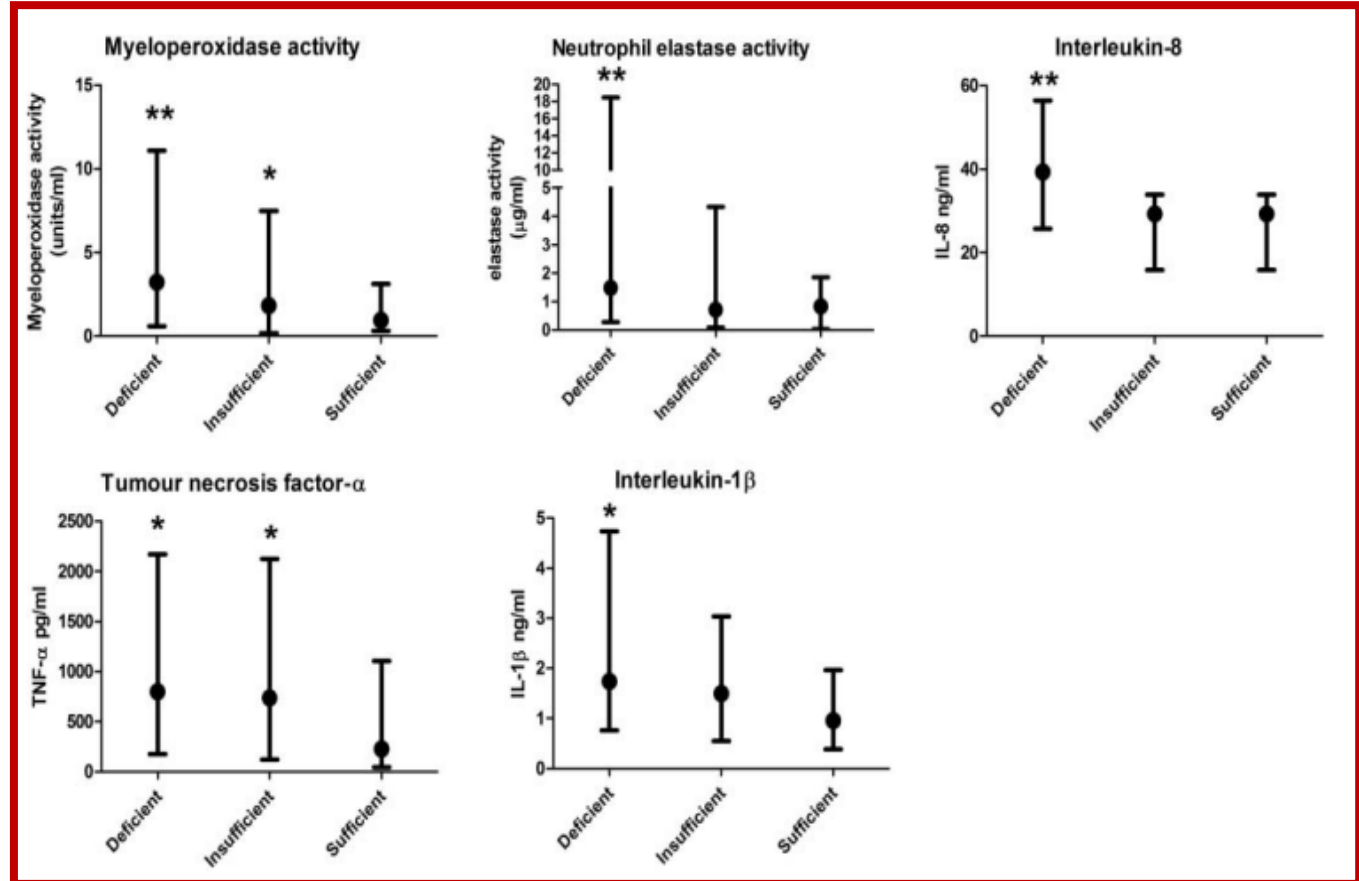 Myeloperoxidase activity
Myeloperoxidase activity
(units/ml)
15
10
5
0
**
*
Deficient
Insufficient
Sufficient
Neutrophil elastase activity
elastase activity
(μg/ml)
20
18
16
14
12
10
5
4
3
2
1
0
**
Deficient
Insufficient
Sufficient
Interleukin-8
IL-8 ng/ml
60
40
20
0
**
Deficient
Insufficient
Sufficient
Tumour necrosis factor-α
TNF-α pg/ml
2500
2000
1500
1000
500
0
*
*
Deficient
Insufficient
Sufficient
Interleukin-1β
IL-1β ng/ml
5
4
3
2
1
0
*
Deficient
Insufficient
Sufficient